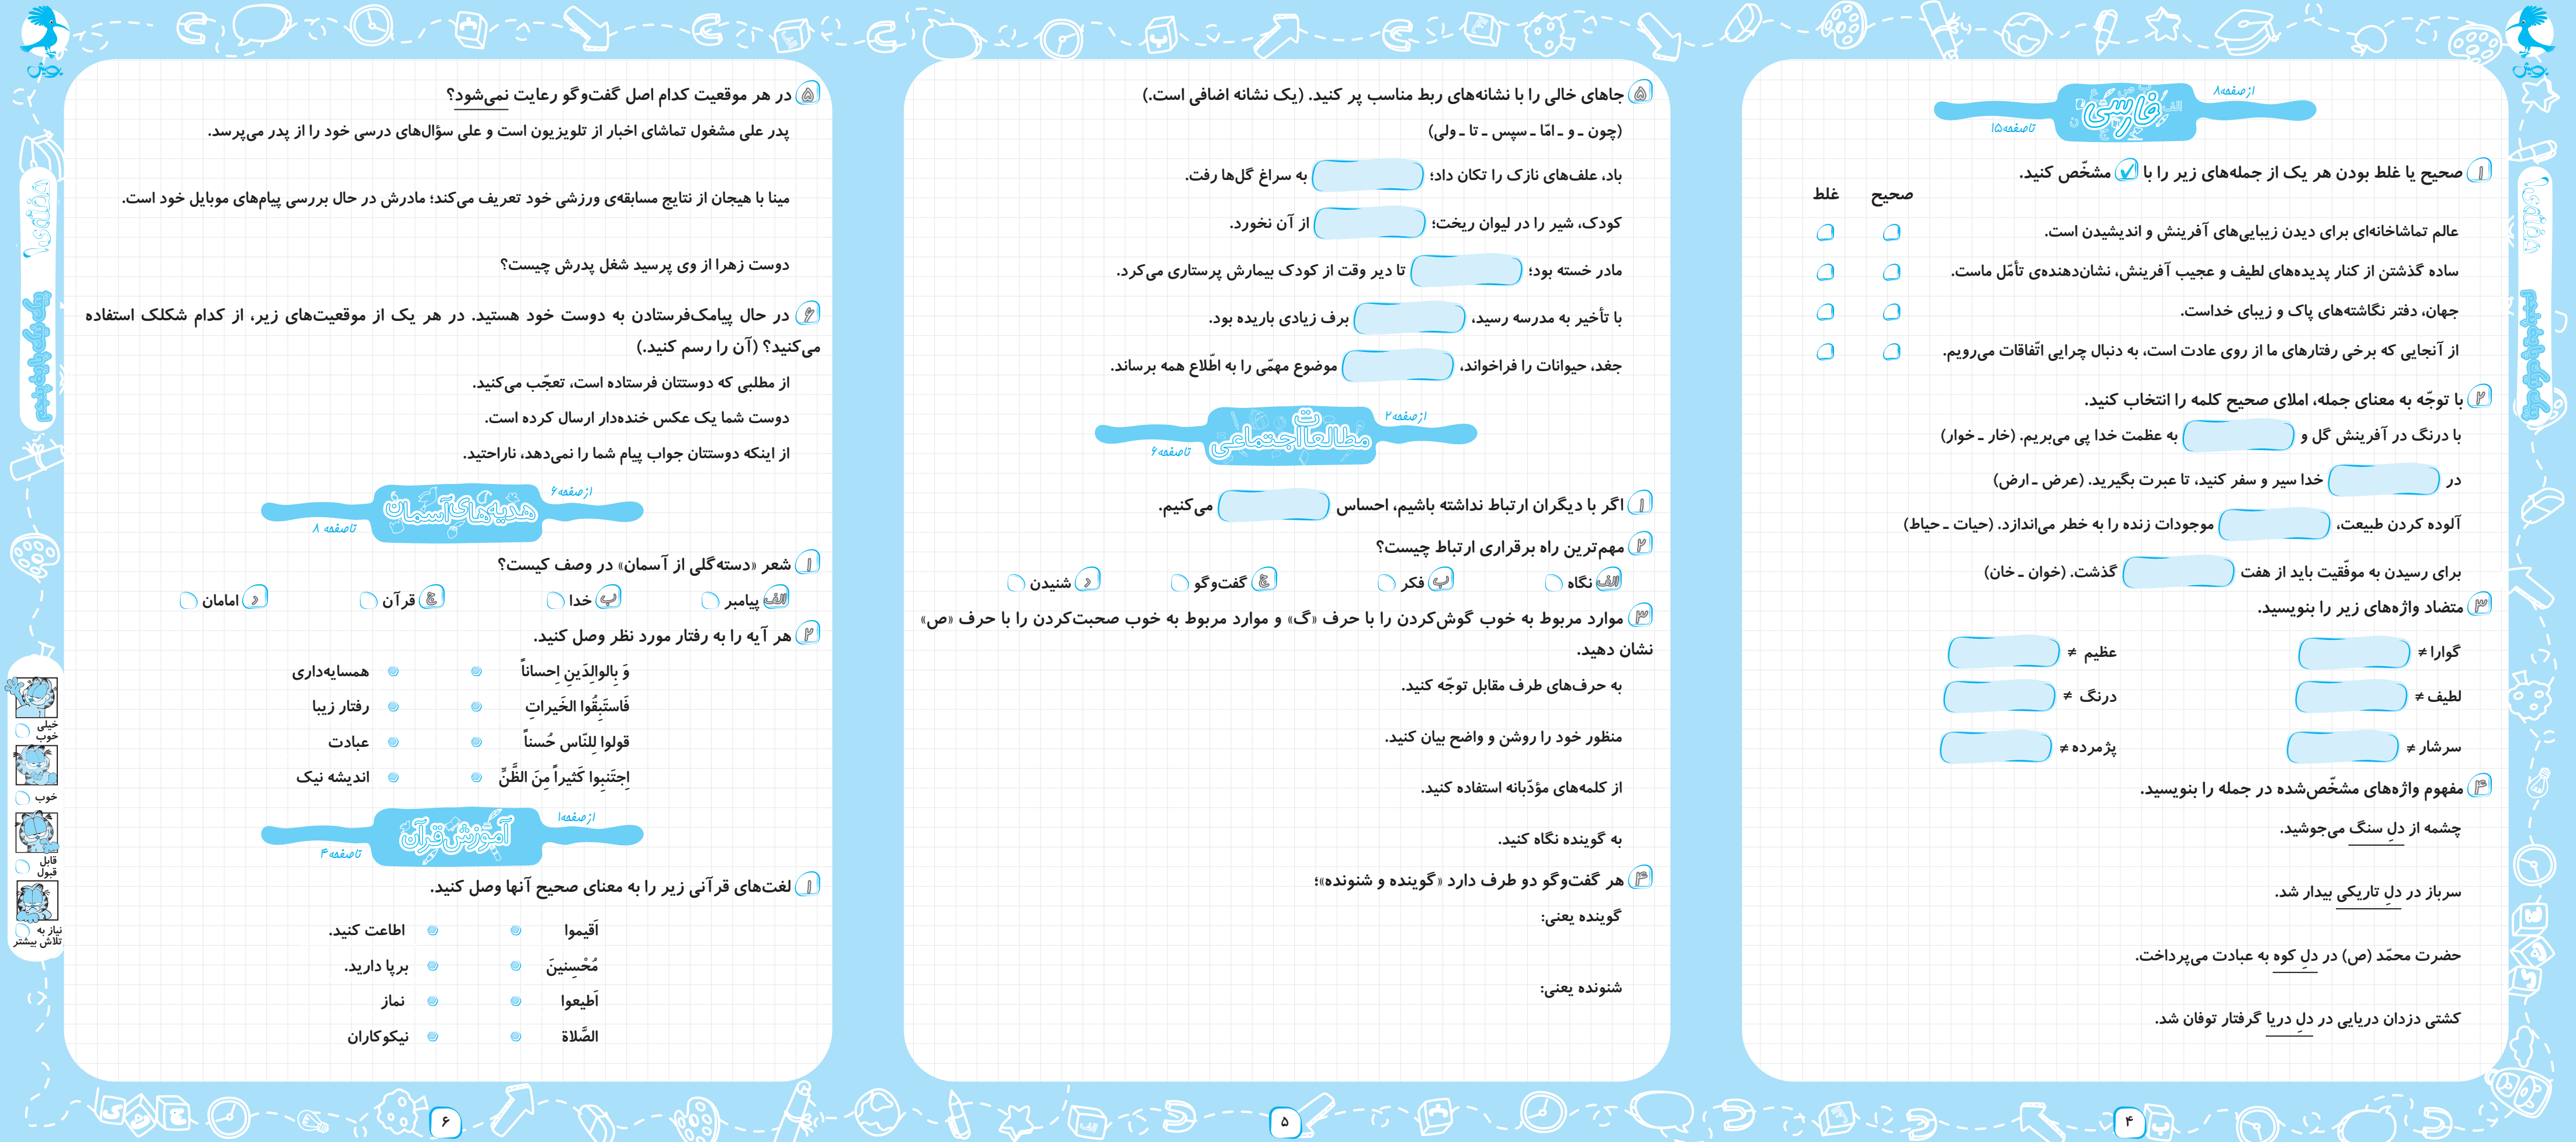 از صفحه ۸
فارسی
تا صفحه ۱۵
۱ صحیح یا غلط بودن هر یک از جمله‌های زیر را با ✓ مشخّص کنید.
صحیح غلط
عالم تماشاخانه‌ای برای دیدن زیبایی‌های آفرینش و اندیشیدن است.
ساده گذشتن از کنار پدیده‌های لطیف و عجیب آفرینش، نشان‌دهنده‌ی تأمّل ماست.
جهان، دفتر نگاشته‌های پاک و زیبای خداست.
از آنجایی که برخی رفتارهای ما از روی عادت است، به دنبال چرایی اتّفاقات می‌رویم.
۲ با توجّه به معنای جمله، املای صحیح کلمه را انتخاب کنید.
با درنگ در آفرینش گل و به عظمت خدا پی می‌بریم. (خار ـ خوار)
در خدا سیر و سفر کنید، تا عبرت بگیرید. (عرض ـ ارض)
آلوده کردن طبیعت، موجودات زنده را به خطر می‌اندازد. (حیات ـ حیاط)
برای رسیدن به موفّقیت باید از هفت گذشت. (خوان ـ خان)
۳ متضاد واژه‌های زیر را بنویسید.
گوارا ≠ عظیم ≠
لطیف ≠ درنگ ≠
سرشار ≠ پژمرده ≠
۴ مفهوم واژه‌های مشخّص‌شده در جمله را بنویسید.
چشمه از دلِ سنگ می‌جوشید.
سرباز در دلِ تاریکی بیدار شد.
حضرت محمّد (ص) در دلِ کوه به عبادت می‌پرداخت.
کشتی دزدان دریایی در دلِ دریا گرفتار توفان شد.
۴
۵ جاهای خالی را با نشانه‌های ربط مناسب پر کنید. (یک نشانه اضافی است.)
(چون ـ و ـ امّا ـ سپس ـ تا ـ ولی)
باد، علف‌های نازک را تکان داد؛ به سراغ گل‌ها رفت.
کودک، شیر را در لیوان ریخت؛ از آن نخورد.
مادر خسته بود؛ تا دیر وقت از کودک بیمارش پرستاری می‌کرد.
با تأخیر به مدرسه رسید، برف زیادی باریده بود.
جغد، حیوانات را فراخواند، موضوع مهمّی را به اطّلاع همه برساند.
از صفحه ۲
مطالعات اجتماعی
تا صفحه ۶
۱ اگر با دیگران ارتباط نداشته باشیم، احساس می‌کنیم.
۲ مهم‌ترین راه برقراری ارتباط چیست؟
الف نگاه ب فکر ج گفت‌وگو د شنیدن
۳ موارد مربوط به خوب گوش‌کردن را با حرف «گ» و موارد مربوط به خوب صحبت‌کردن را با حرف «ص»
نشان دهید.
به حرف‌های طرف مقابل توجّه کنید.
منظور خود را روشن و واضح بیان کنید.
از کلمه‌های مؤدّبانه استفاده کنید.
به گوینده نگاه کنید.
۴ هر گفت‌وگو دو طرف دارد «گوینده و شنونده»؛
گوینده یعنی:
شنونده یعنی:
۵
۵ در هر موقعیت کدام اصل گفت‌وگو رعایت نمی‌شود؟
پدر علی مشغول تماشای اخبار از تلویزیون است و علی سؤال‌های درسی خود را از پدر می‌پرسد.
مینا با هیجان از نتایج مسابقه‌ی ورزشی خود تعریف می‌کند؛ مادرش در حال بررسی پیام‌های موبایل خود است.
دوست زهرا از وی پرسید شغل پدرش چیست؟
۶ در حال پیامک‌فرستادن به دوست خود هستید. در هر یک از موقعیت‌های زیر، از کدام شکلک استفاده
می‌کنید؟ (آن را رسم کنید.)
از مطلبی که دوستتان فرستاده است، تعجّب می‌کنید.
دوست شما یک عکس خنده‌دار ارسال کرده است.
از اینکه دوستتان جواب پیام شما را نمی‌دهد، ناراحتید.
از صفحه ۶
هدیه‌های آسمان
تا صفحه ۸
۱ شعر «دسته‌گلی از آسمان» در وصف کیست؟
الف پیامبر ب خدا ج قرآن د امامان
۲ هر آیه را به رفتار مورد نظر وصل کنید.
وَ بِالوالِدَینِ اِحساناً همسایه‌داری
فَاستَبِقُوا الخَیراتِ رفتار زیبا
قولوا لِلنّاس حُسناً عبادت
اِجتَنِبوا کَثیراً مِنَ الظَّنِّ اندیشه نیک
از صفحه ۱
آموزش قرآن
تا صفحه ۴
۱ لغت‌های قرآنی زیر را به معنای صحیح آنها وصل کنید.
اَقیموا اطاعت کنید.
مُحْسِنینَ برپا دارید.
اَطیعوا نماز
الصَّلاة نیکوکاران
۶
هفته‌ی ۱
پیک پیک پایه پنجم
خیلی
خوب
خوب
قابل
قبول
نیاز به
تلاش بیشتر
هفته‌ی ۱